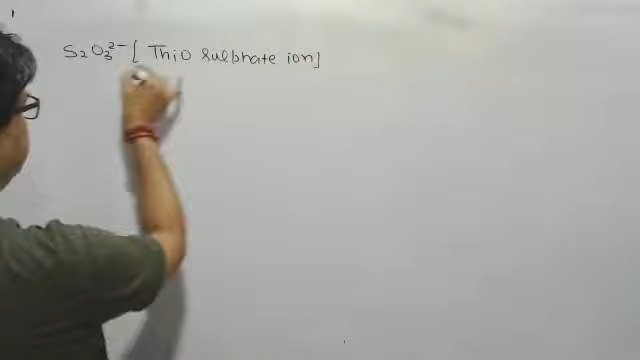 S₂O₃²⁻ [ Thio sulphate ion]